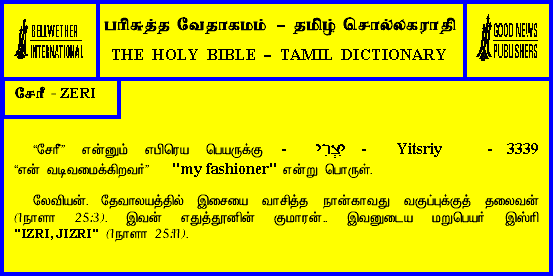 BELLWETHER
INTERNATIONAL
பரிசுத்த வேதாகமம் – தமிழ் சொல்லகராதி
THE HOLY BIBLE – TAMIL DICTIONARY
GOOD NEWS
PUBLISHERS
சேரீ - ZERI
“சேரீ” என்னும் எபிரெய பெயருக்கு - יצרי - Yitsriy - 3339
“என் வடிவமைக்கிறவர்” "my fashioner" என்று பொருள்.
லேவியன். தேவாலயத்தில் இசையை வாசித்த நான்காவது வகுப்புக்குத் தலைவன்
(1நாளா 25:3). இவன் எதுத்தூனின் குமாரன்.. இவனுடைய மறுபெயர் இஸ்ரி
"IZRI, JIZRI" (1நாளா 25:11).